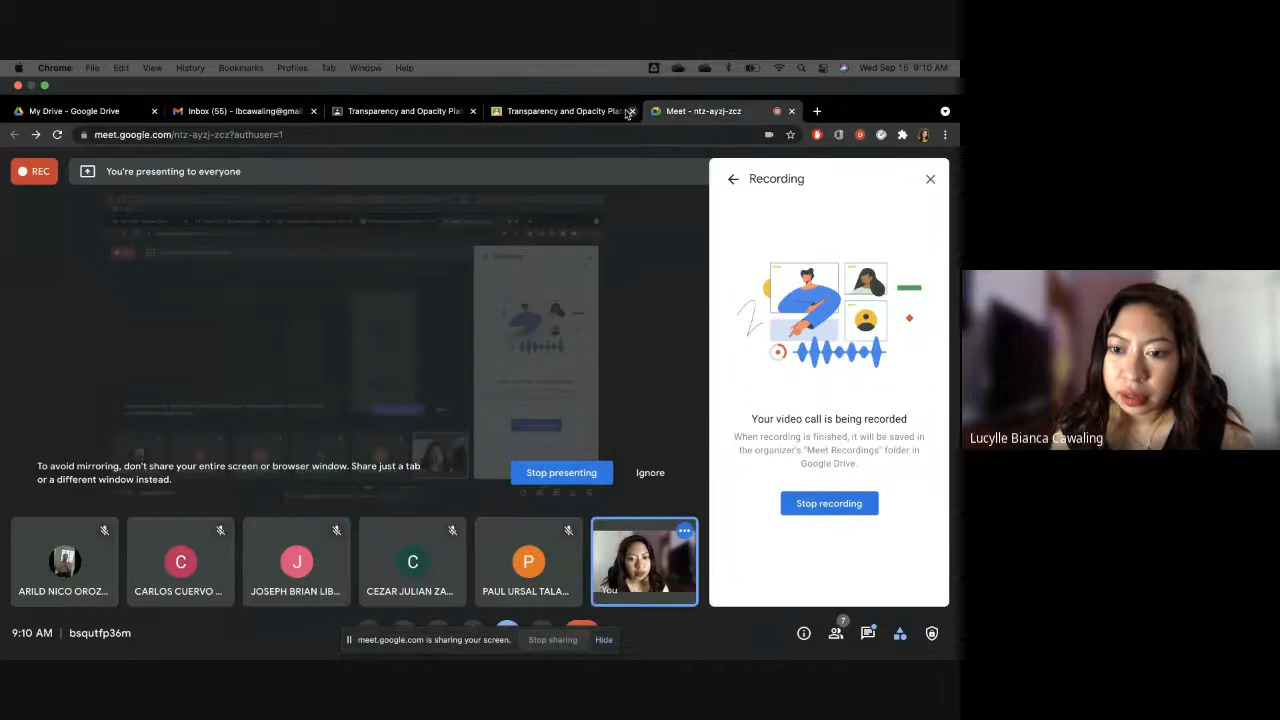 Chrome File Edit View History Bookmarks Profiles Tab Window Help Wed Sep 15 9:10 AM
My Drive - Google Drive Inbox (55) - lbcawaling@gmai Transparency and Opacity Pla Transparency and Opacity Pla Meet - ntz-ayzj-zcz
meet.google.com/ntz-ayzj-zcz?authuser=1
REC You're presenting to everyone
Recording
Your video call is being recorded
When recording is finished, it will be saved in
the organizer's "Meet Recordings" folder in
Google Drive.
Stop recording
To avoid mirroring, don't share your entire screen or browser window. Share just a tab
or a different window instead.
Stop presenting Ignore
Lucylle Bianca Cawaling
C J C P
ARILD NICO OROZ... CARLOS CUERVO ... JOSEPH BRIAN LIB... CEZAR JULIAN ZA... PAUL URSAL TALA... You
9:10 AM | bsqutfp36m
meet.google.com is sharing your screen. Stop sharing Hide
7